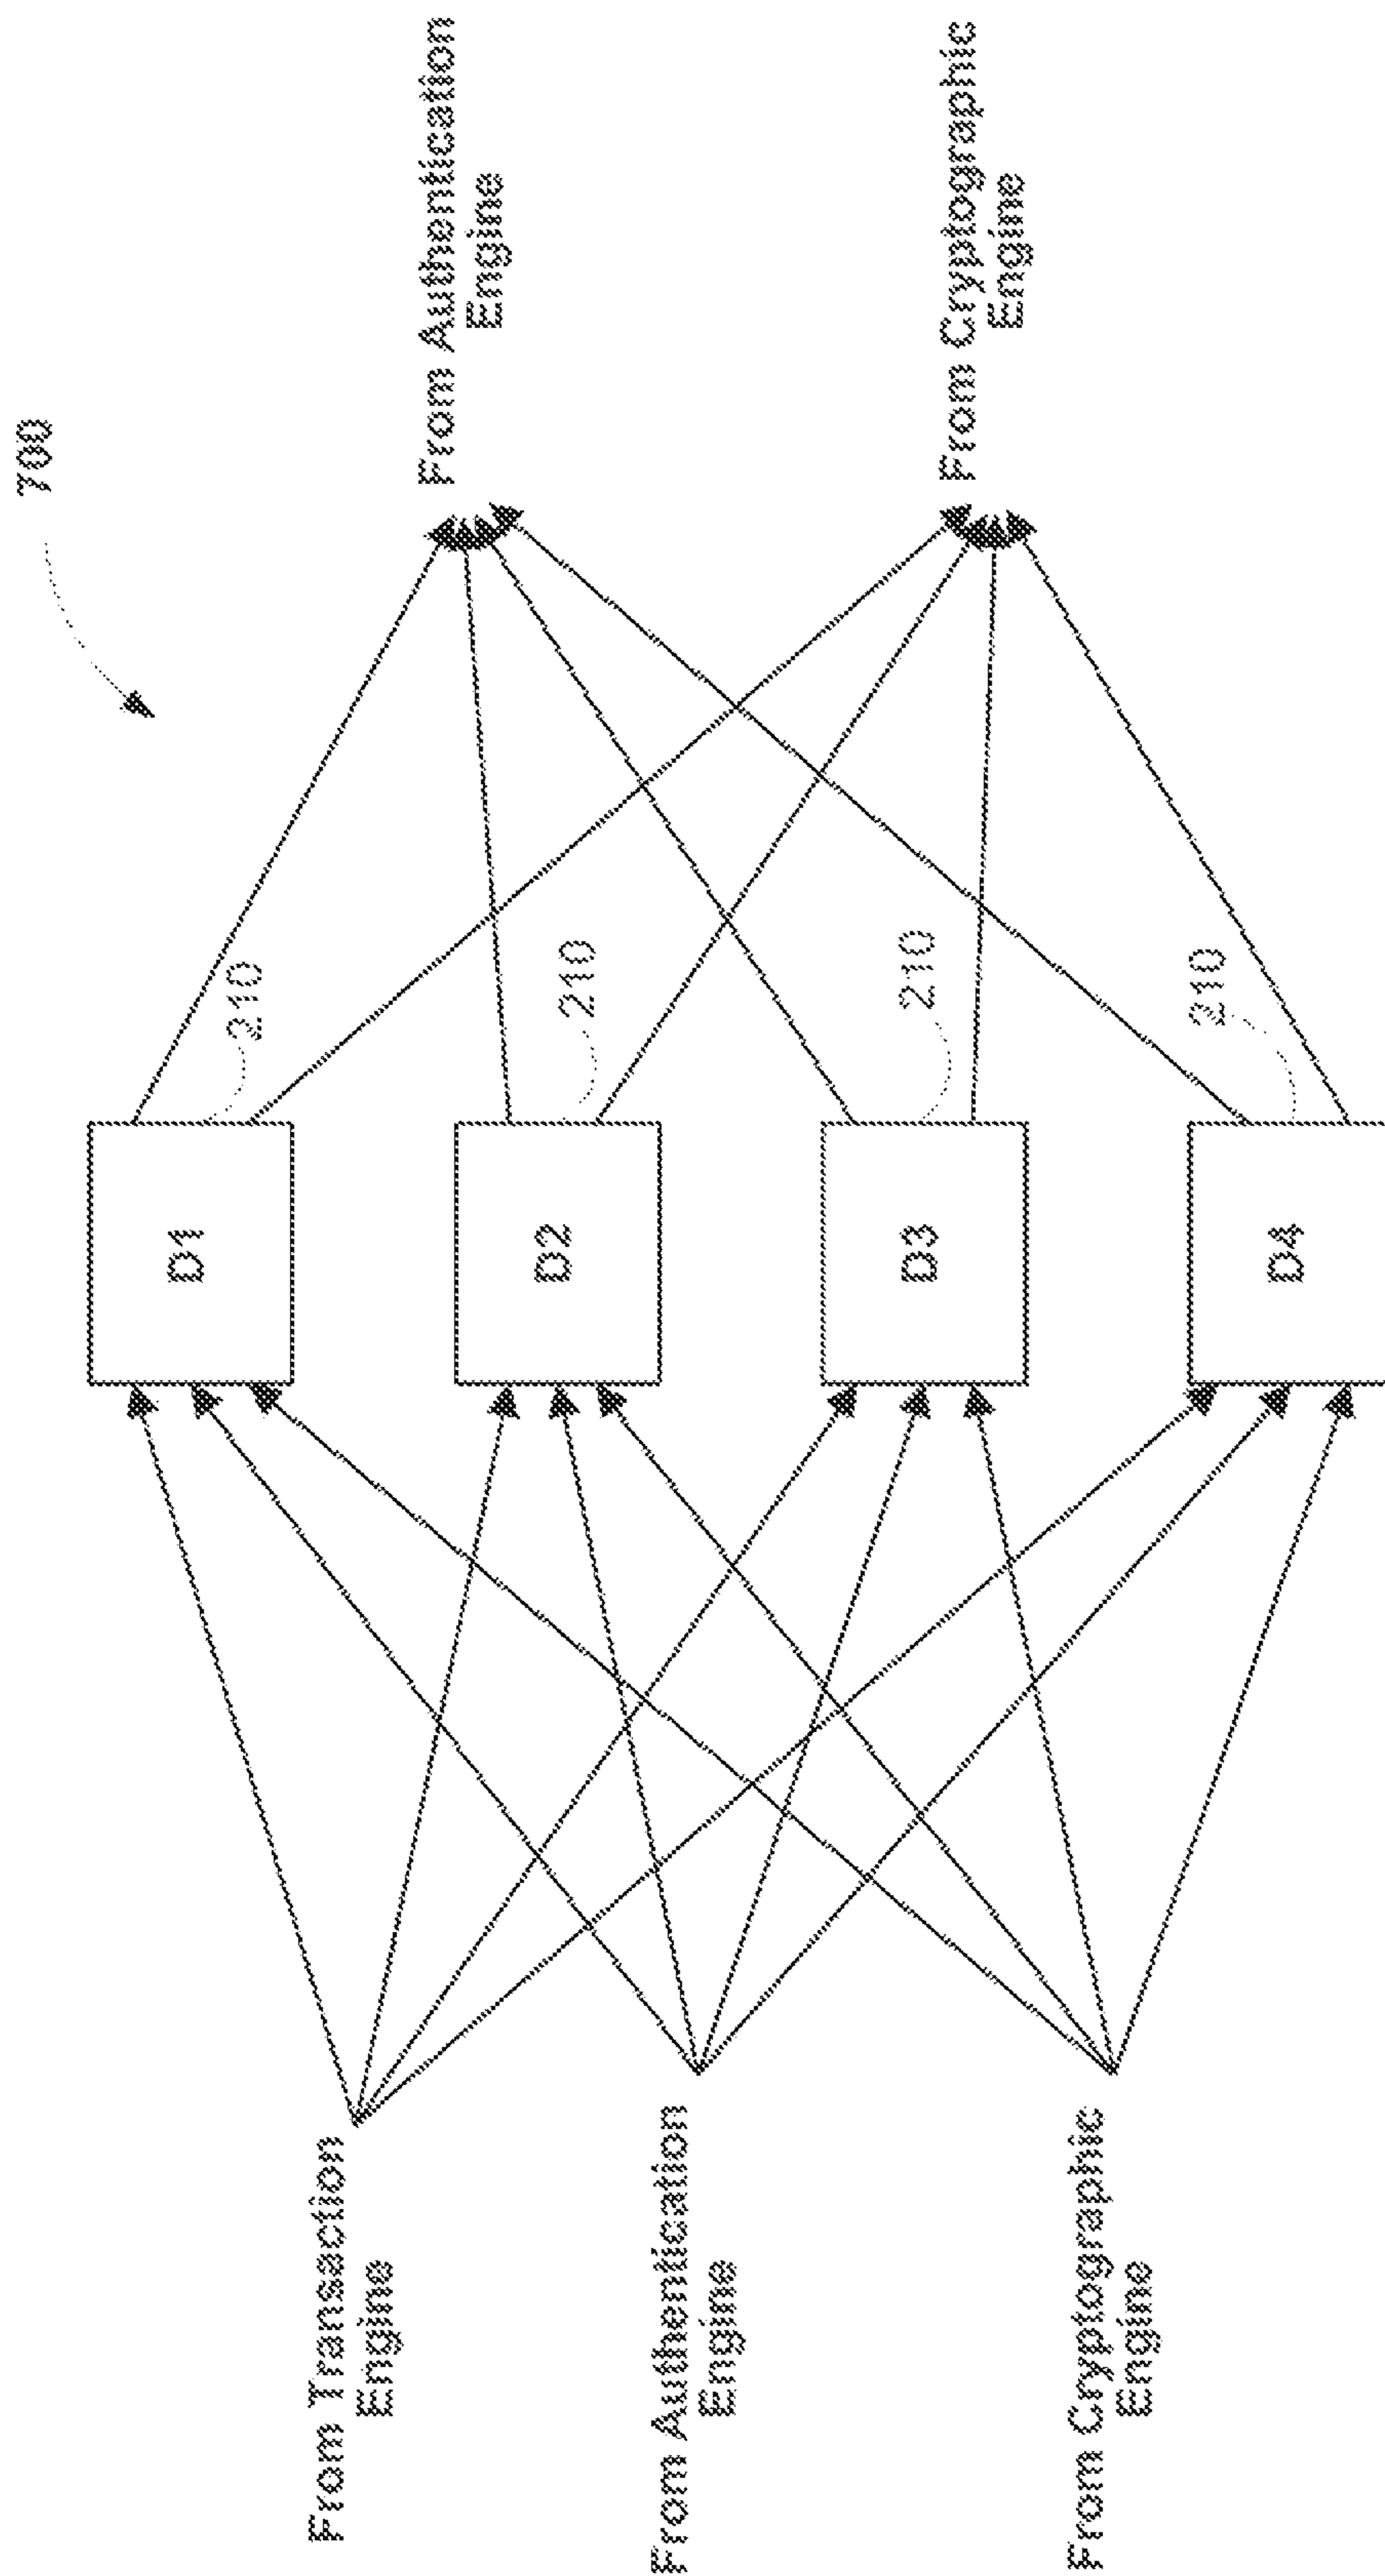 700
From Transaction
Engine
From Authentication
Engine
From Cryptographic
Engine
D1
210
D2
210
D3
210
D4
210
From Authentication
Engine
From Cryptographic
Engine